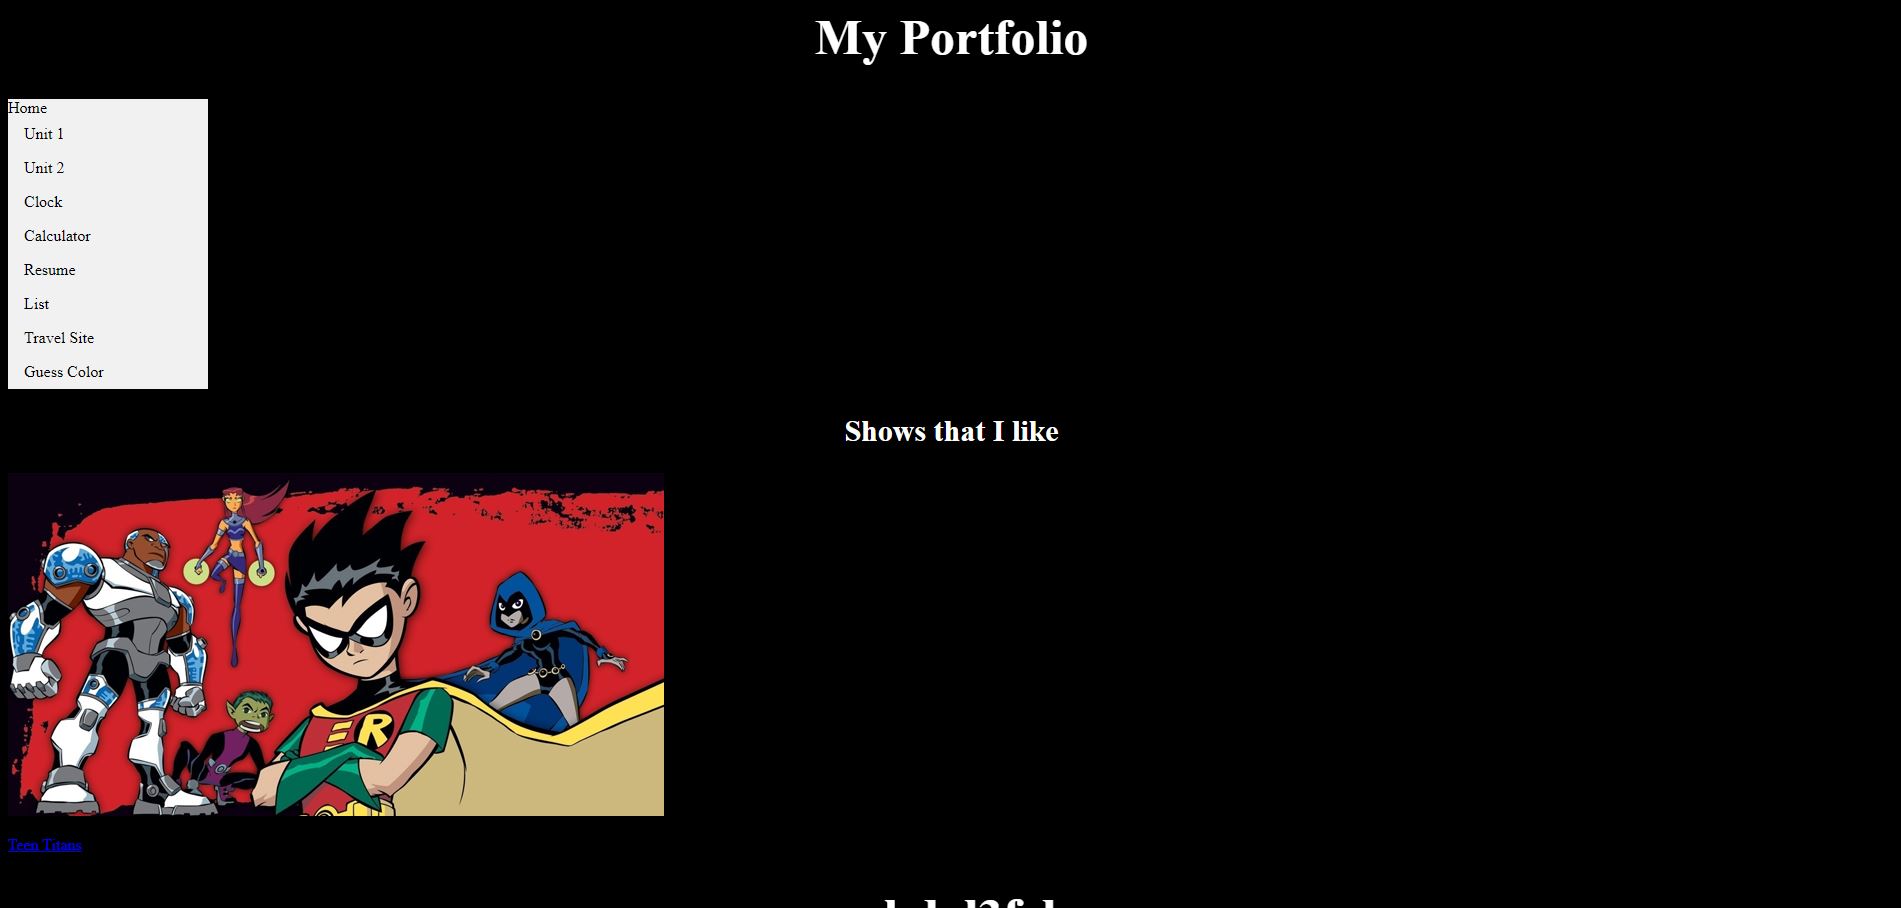 My Portfolio
Home
Unit 1
Unit 2
Clock
Calculator
Resume
List
Travel Site
Guess Color
Shows that I like
R
Teen Titans